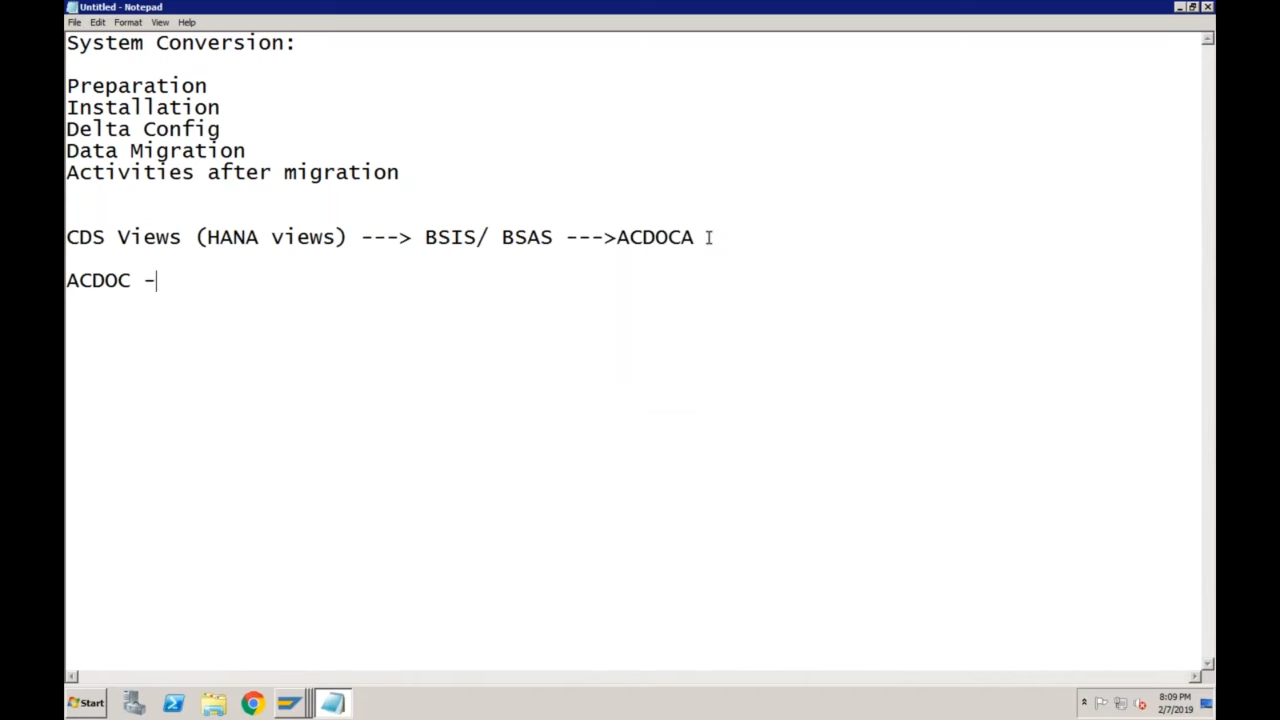 Untitled - Notepad
File Edit Format View Help
System Conversion:
Preparation
Installation
Delta Config
Data Migration
Activities after migration
CDS Views (HANA views) ---> BSIS/ BSAS --->ACDOCA
ACDOC -
Start
8:09 PM
2/7/2019